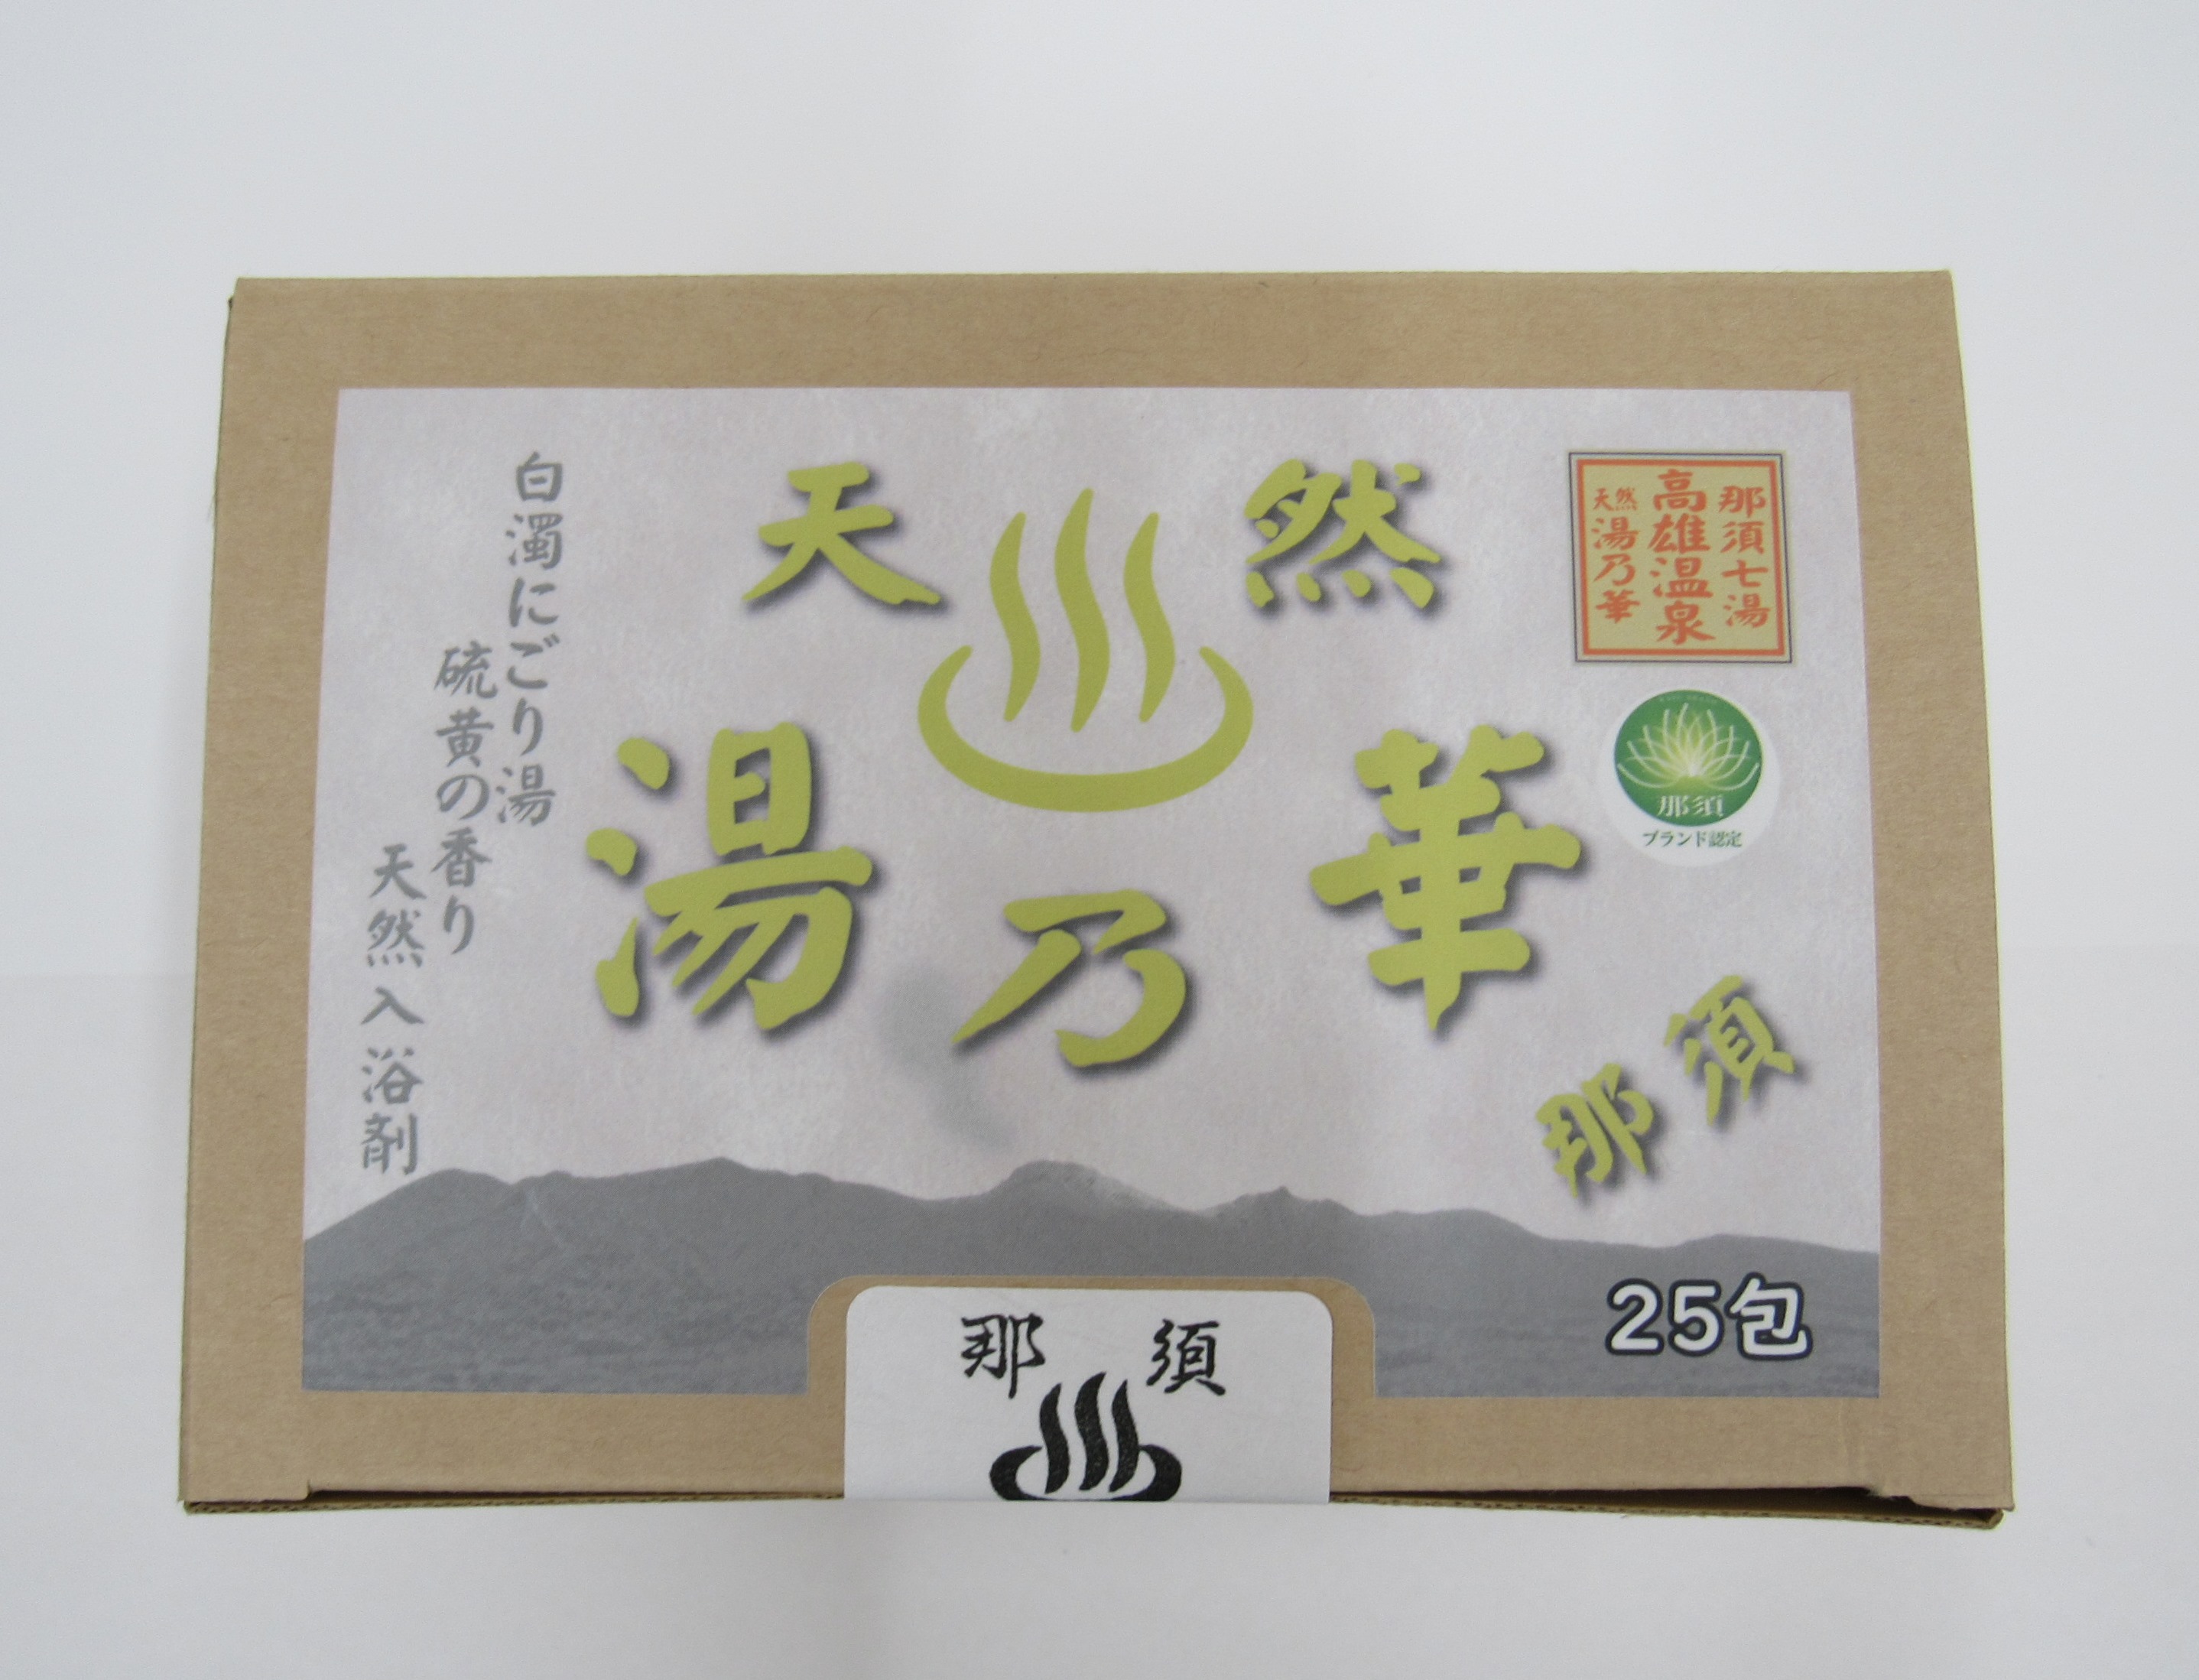 天然
湯乃華
那須
白濁にごり湯
硫黄の香り
天然入浴剤
那須七湯
高雄温泉
天然湯乃華
那須
ブランド認定
25包
那須